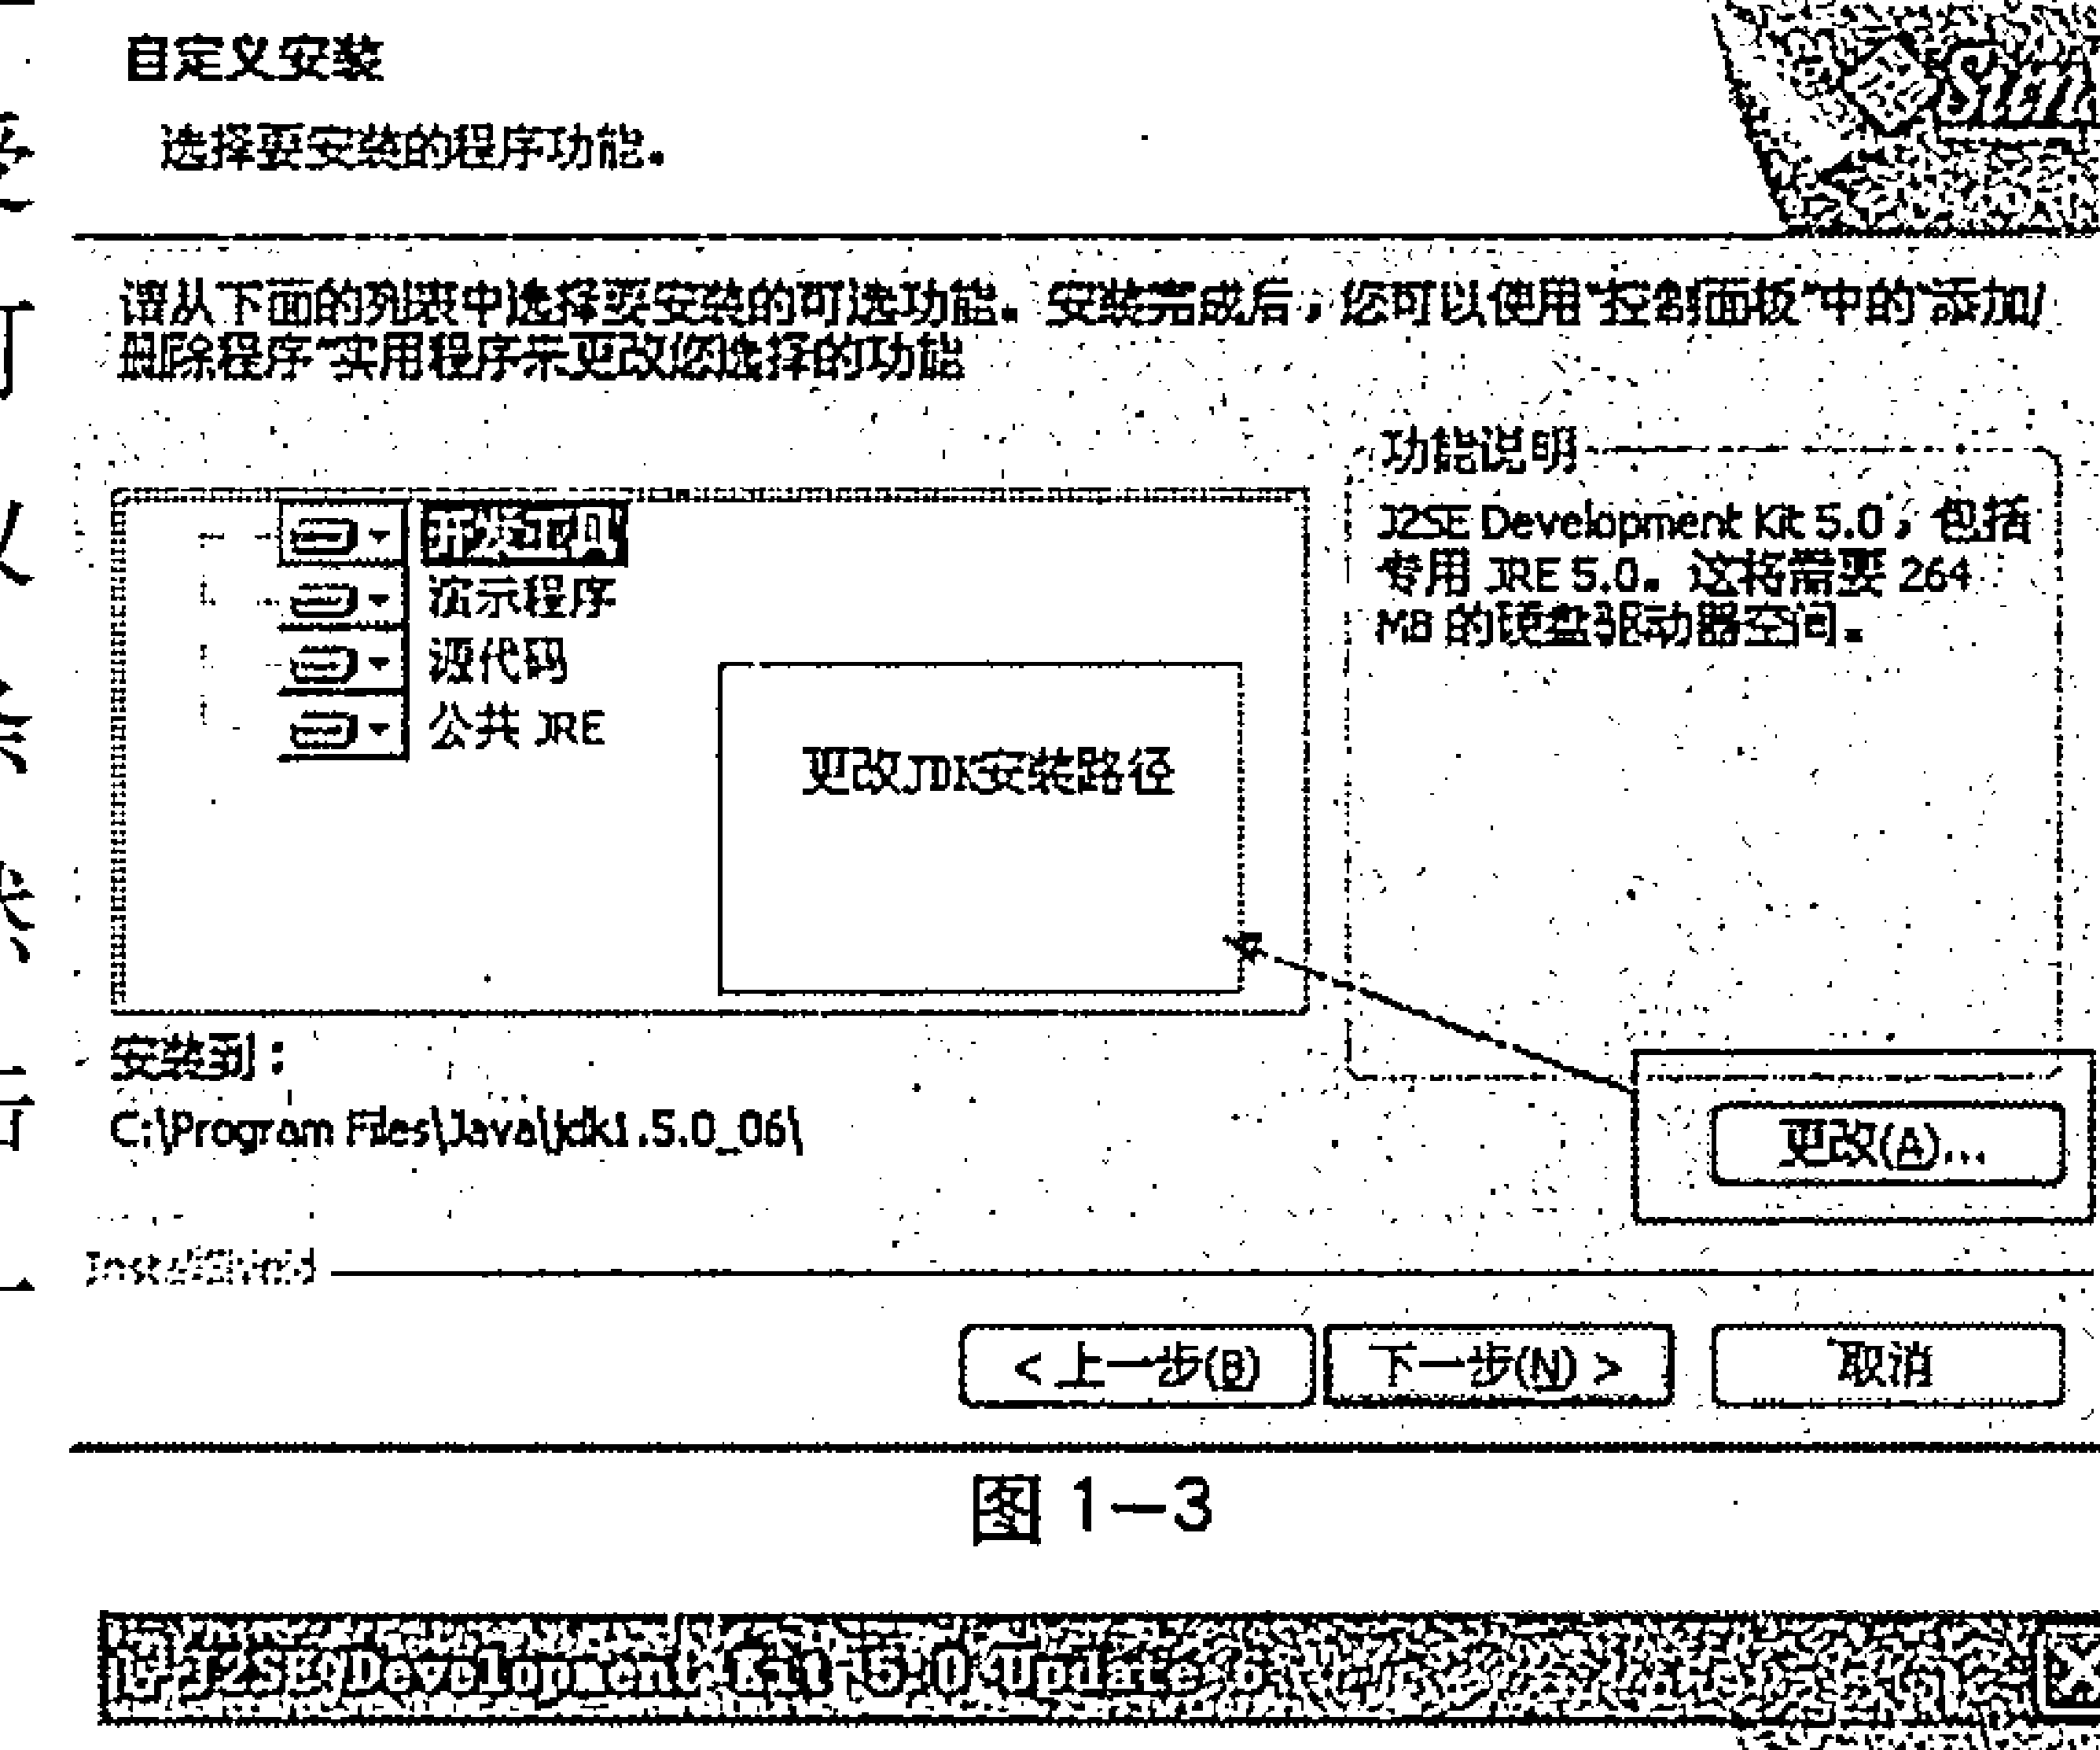 自定义安装
Sun
选择要安装的程序功能。
请从下面的列表中选择要安装的可选功能。安装完成后，您可以使用“控制面板”中的“添加/
删除程序”实用程序来更改您选择的功能
功能说明
J2SE Development Kit 5.0，包括
专用 JRE 5.0。这将需要 264
MB 的硬盘驱动器空间。
开发工具
演示程序
源代码
公共 JRE
更改JDK安装路径
安装到：
C:\Program Files\Java\jdk1.5.0_06\
更改(A)...
InstallShield
< 上一步(B)
下一步(N) >
取消
图 1—3
J2SE Development Kit 5.0 Update 6